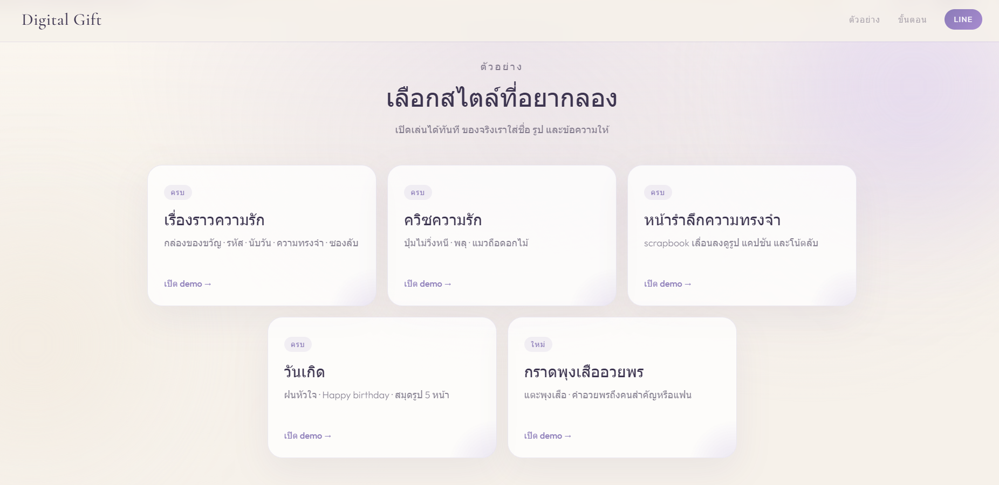 Digital Gift
ตัวอย่าง
ขั้นตอน
LINE
ตัวอย่าง
เลือกสไตล์ที่อยากลอง
เปิดเล่นได้ทันที ของจริงเราใส่ชื่อ รูป และข้อความให้
ครบ
เรื่องราวความรัก
กล่องของขวัญ · รหัส · นับวัน · ความทรงจำ · ซองลับ
เปิด demo →
ครบ
ควิซความรัก
ปุ่มไม่วิ่งหนี · พลุ · แมวถือดอกไม้
เปิด demo →
ครบ
หน้ารำลึกความทรงจำ
scrapbook เลื่อนลงดูรูป แคปชัน และโน้ตลับ
เปิด demo →
ครบ
วันเกิด
ฝนหัวใจ · Happy birthday · สมุดรูป 5 หน้า
เปิด demo →
ใหม่
กราดพุงเสืออวยพร
แตะพุงเสือ · คำอวยพรถึงคนสำคัญหรือแฟน
เปิด demo →